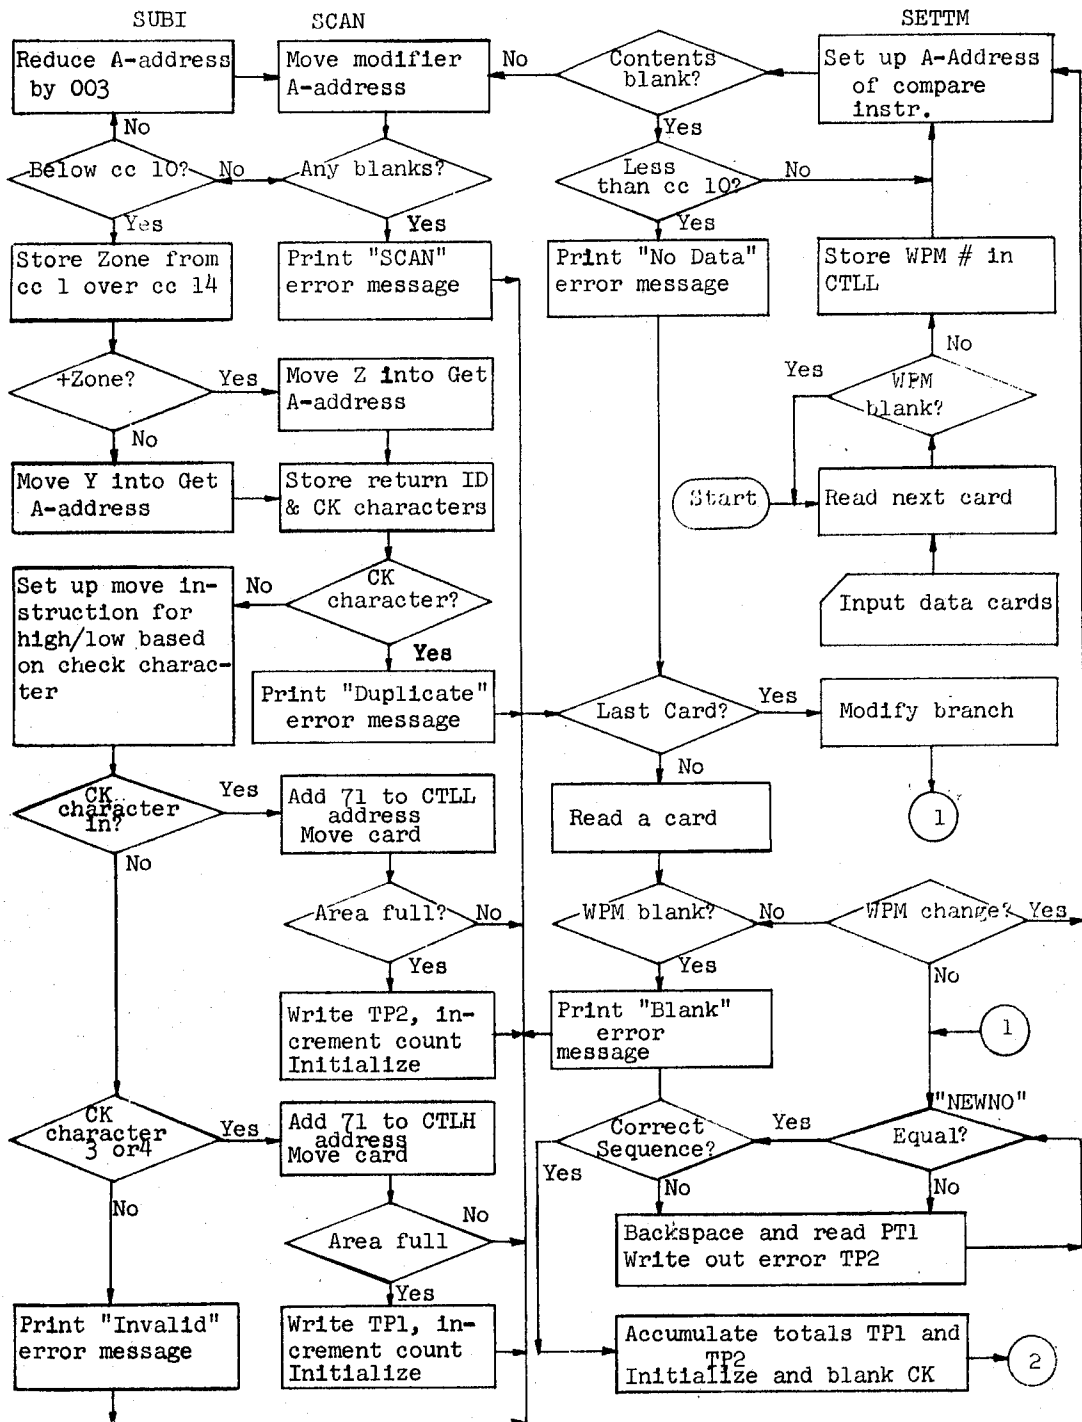 SUBI
SCAN
SETTM
Reduce A-address
by 003
Move modifier
A-address
No
Contents
blank?
Set up A-Address
of compare
instr.
No
Yes
Below cc 10?
No
Any blanks?
Less
than cc 10?
No
Yes
Yes
Yes
Store Zone from
cc 1 over cc 14
Print "SCAN"
error message
Print "No Data"
error message
Store WPM # in
CTLL
No
+Zone?
Yes
Move Z into Get
A-address
Yes
WPM
blank?
No
Move Y into Get
A-address
Store return ID
& CK characters
Start
Read next card
Set up move in-
struction for
high/low based
on check charac-
ter
No
CK
character?
Input data cards
Yes
Print "Duplicate"
error message
Last Card?
Yes
Modify branch
No
CK
character
in?
Yes
Add 71 to CTLL
address
Move card
Read a card
1
No
Area full?
No
WPM blank?
No
WPM change?
Yes
Yes
Yes
No
Write TP2, in-
crement count
Initialize
Print "Blank"
error
message
1
"NEWNO"
CK
character
3 or4
Yes
Add 71 to CTLH
address
Move card
Correct
Sequence?
Yes
Equal?
Yes
No
No
No
No
Area full
Backspace and read PT1
Write out error TP2
Yes
Print "Invalid"
error message
Write TP1, in-
crement count
Initialize
Accumulate totals TP1 and
TP2
Initialize and blank CK
2